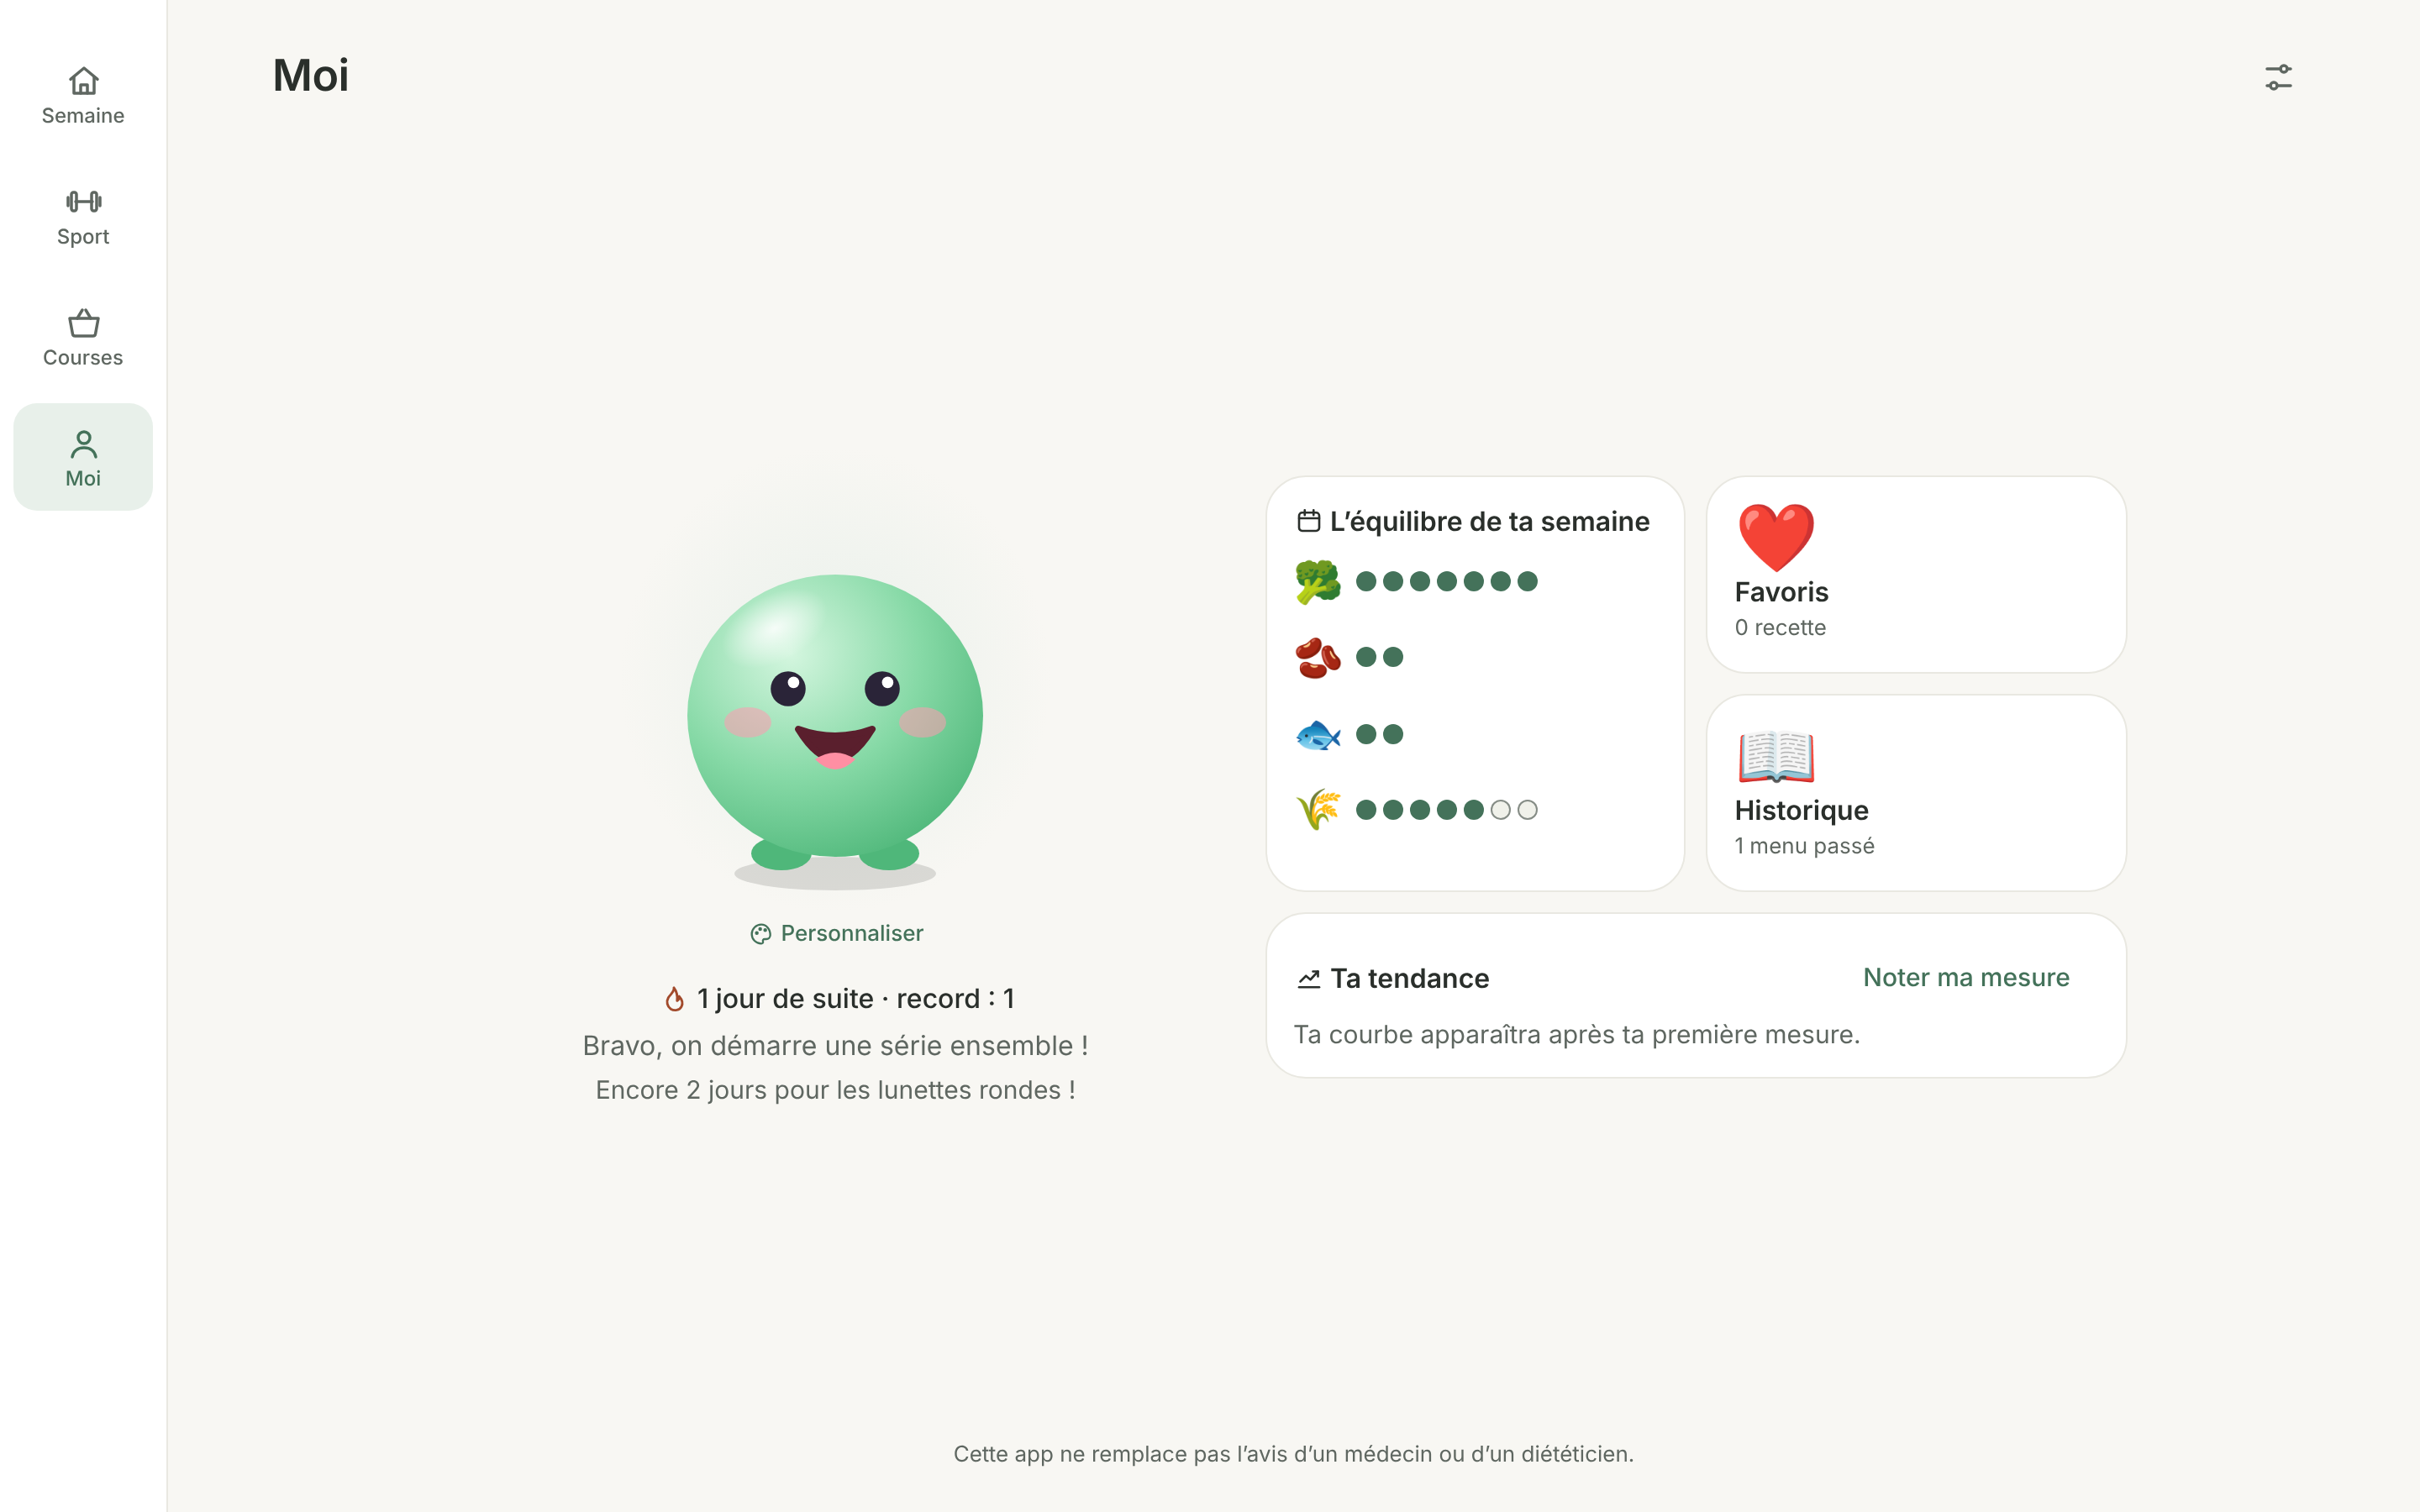 Semaine
Sport
Courses
Moi
Moi
Personnaliser
1 jour de suite · record : 1
Bravo, on démarre une série ensemble !
Encore 2 jours pour les lunettes rondes !
L’équilibre de ta semaine
Favoris
0 recette
Historique
1 menu passé
Ta tendance
Noter ma mesure
Ta courbe apparaîtra après ta première mesure.
Cette app ne remplace pas l’avis d’un médecin ou d’un diététicien.